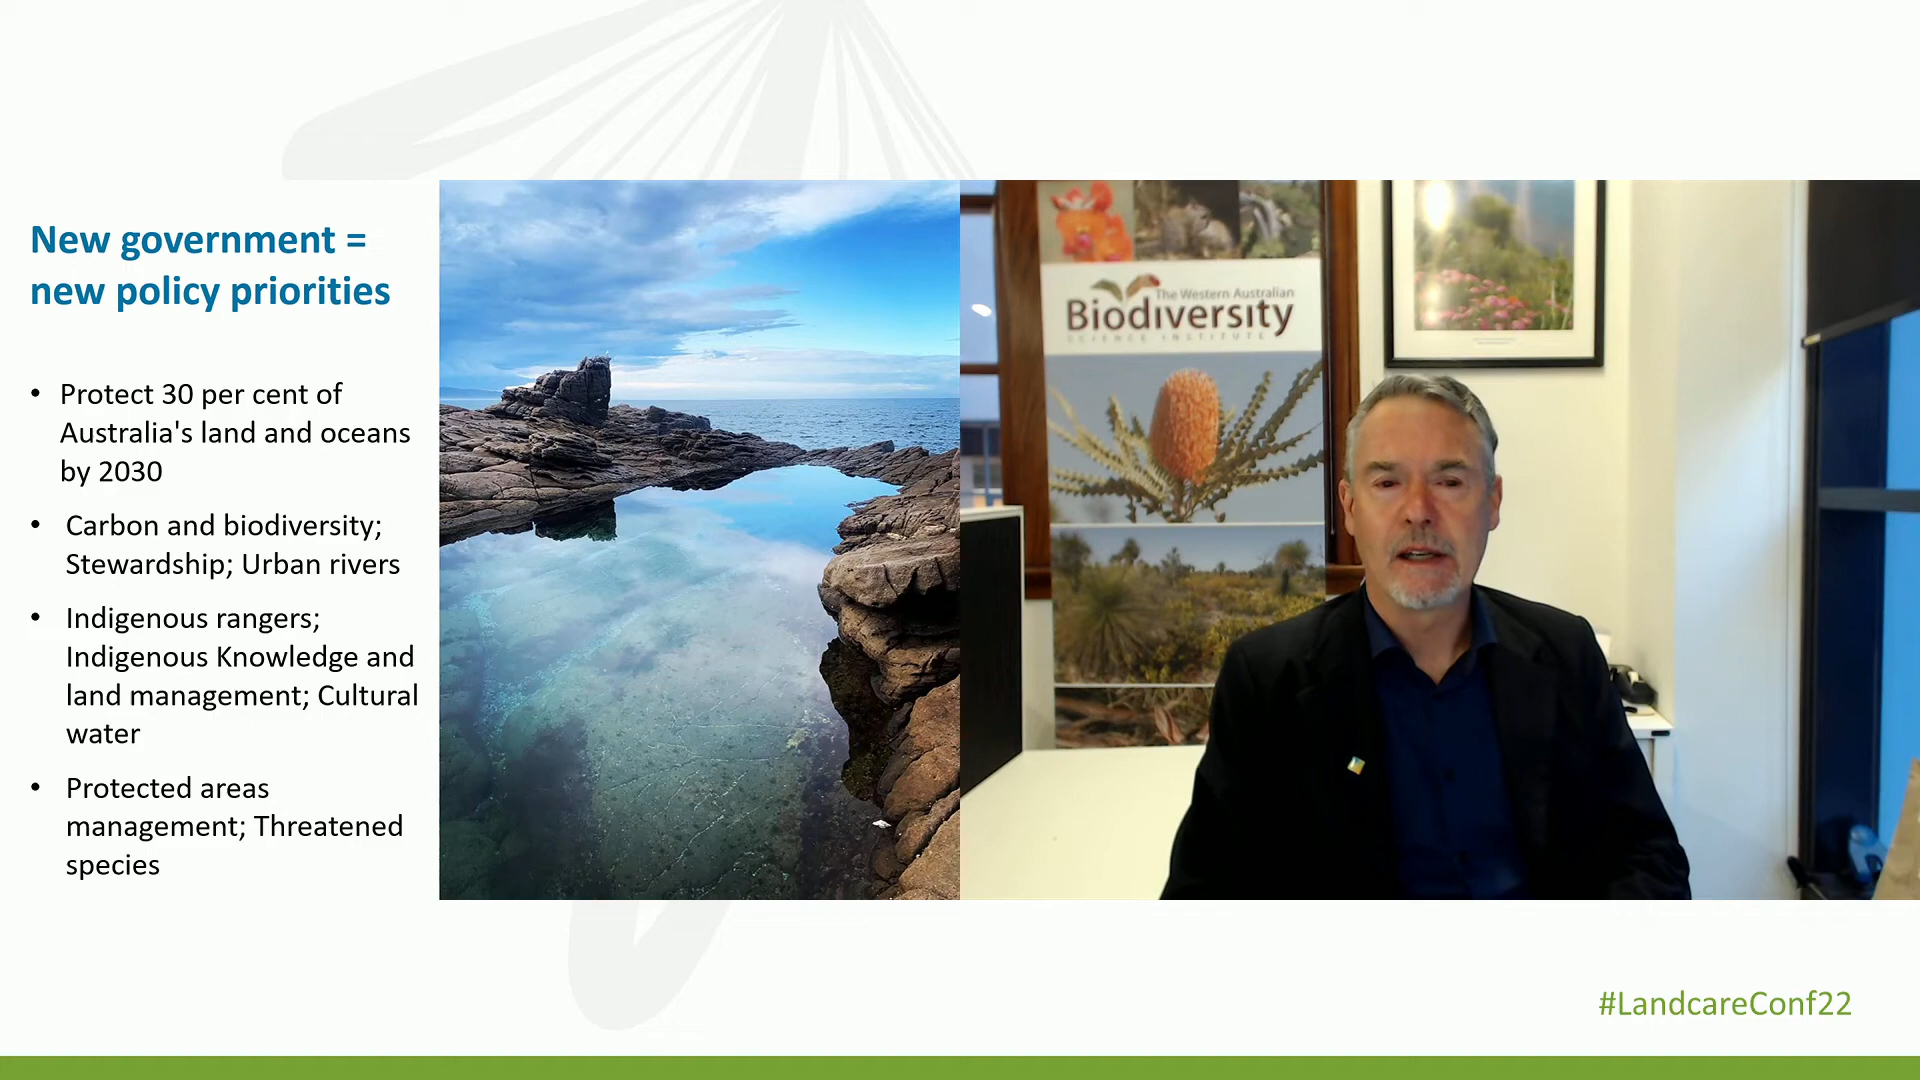 New government =
new policy priorities
• Protect 30 per cent of
Australia's land and oceans
by 2030
• Carbon and biodiversity;
Stewardship; Urban rivers
• Indigenous rangers;
Indigenous Knowledge and
land management; Cultural
water
• Protected areas
management; Threatened
species
The Western Australian
Biodiversity
SCIENCE INSTITUTE
#LandcareConf22